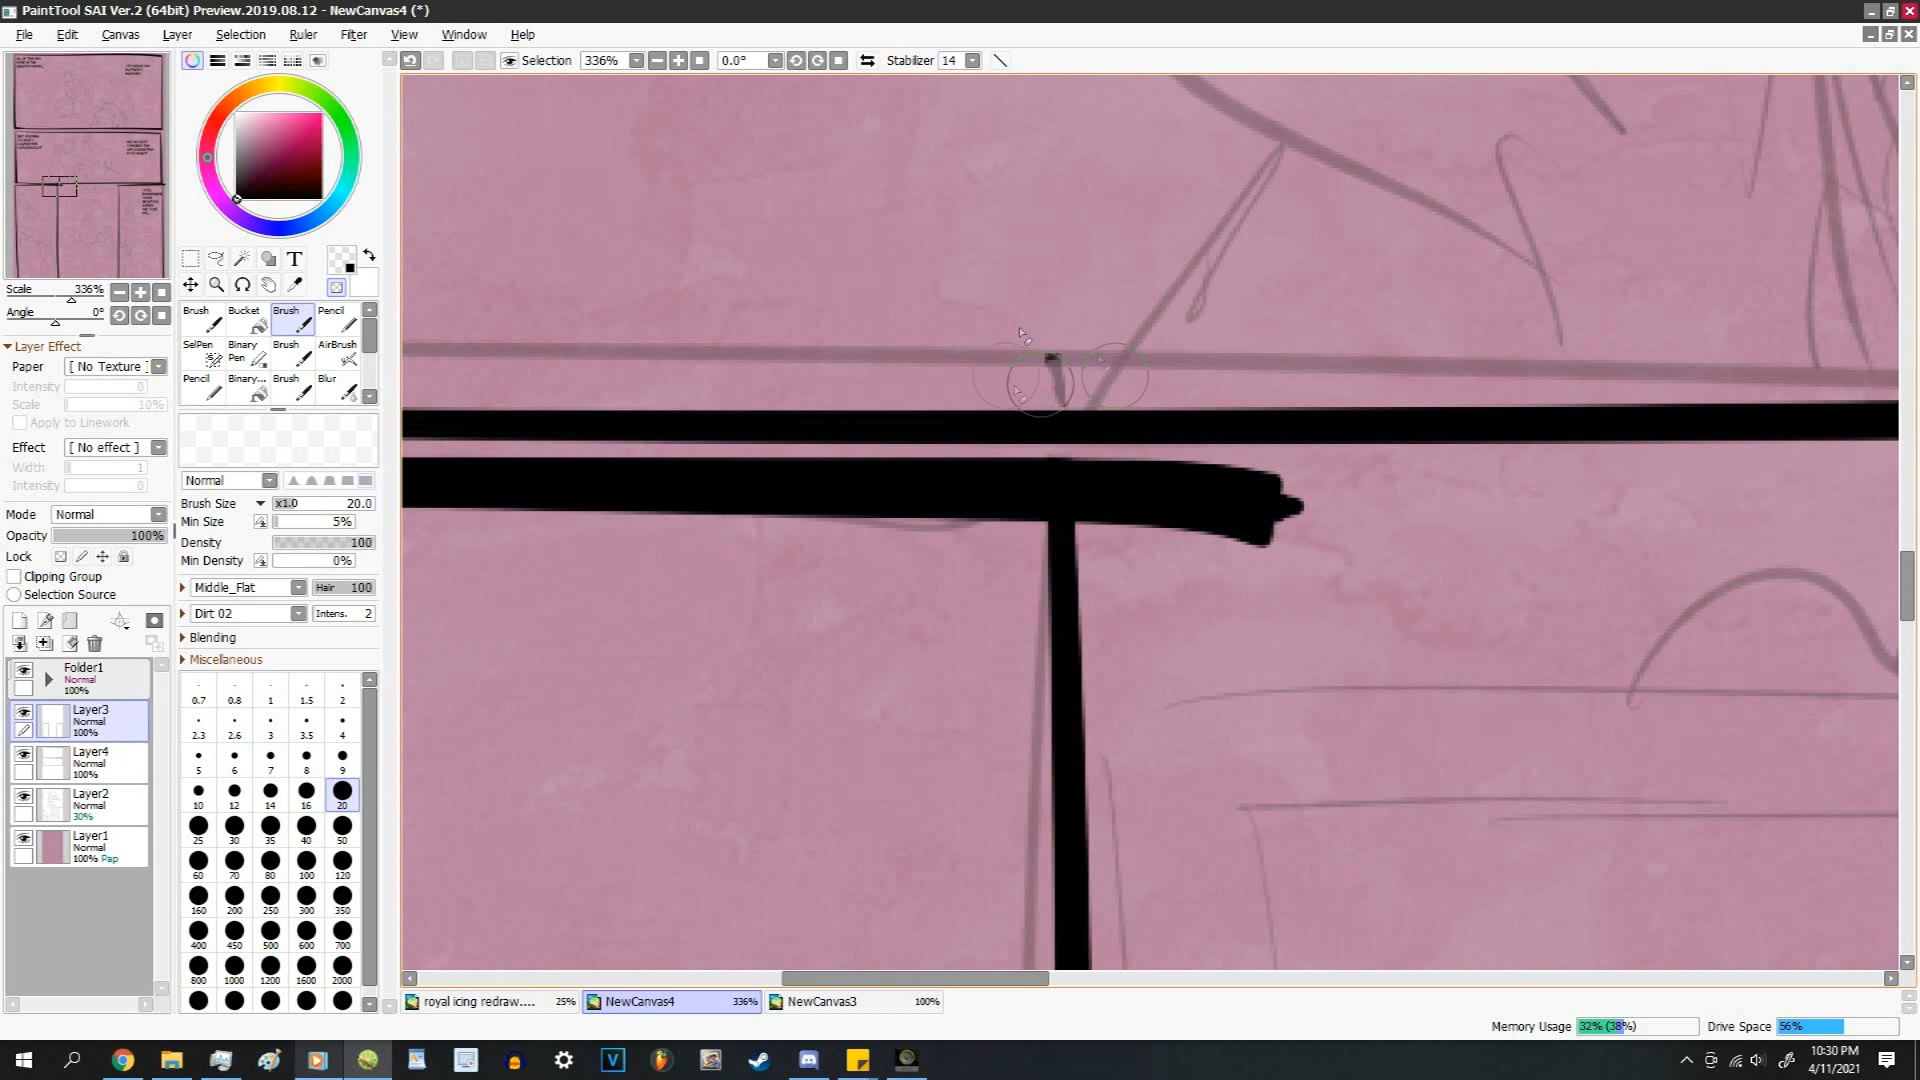 PaintTool SAI Ver.2 (64bit) Preview.2019.08.12 - NewCanvas4 (*)
File Edit Canvas Layer Selection Ruler Filter View Window Help
Selection 336% 0.0° Stabilizer 14
Scale 336%
Angle 0°
Layer Effect
Paper [ No Texture ]
Intensity 0
Scale 10%
Apply to Linework
Effect [ No effect ]
Width 1
Intensity 0
Mode Normal
Opacity 100%
Lock
Clipping Group
Selection Source
Folder1
Normal
100%
Layer3
Normal
100%
Layer4
Normal
100%
Layer2
Normal
30%
Layer1
Normal
100% Pap
T
Brush Bucket Brush Pencil
SelPen Binary Pen Brush AirBrush
Pencil Binary... Brush Blur
Normal
Brush Size x1.0 20.0
Min Size 5%
Density 100
Min Density 0%
Middle_Flat Hair 100
Dirt 02 Intens. 2
Blending
Miscellaneous
0.7 0.8 1 1.5 2
2.3 2.6 3 3.5 4
5 6 7 8 9
10 12 14 16 20
25 30 35 40 50
60 70 80 100 120
160 200 250 300 350
400 450 500 600 700
800 1000 1200 1600 2000
royal icing redraw.... 25% NewCanvas4 336% NewCanvas3 100%
Memory Usage 32% (38%) Drive Space 56%
10:30 PM
4/11/2021